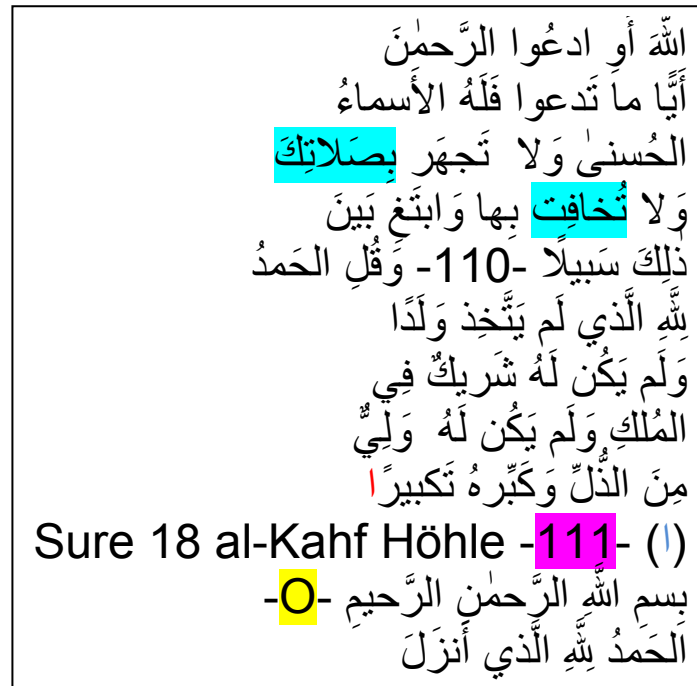 اللَّهَ أَوِ ادعُوا الرَّحمٰنَ
أَيًّا ما تَدعوا فَلَهُ الأَسماءُ
الحُسنىٰ وَلا تَجهَر بِصَلاتِكَ
وَلا تُخافِت بِها وَابتَغِ بَينَ
ذٰلِكَ سَبيلًا -110- وَقُلِ الحَمدُ
لِلَّهِ الَّذي لَم يَتَّخِذ وَلَدًا
وَلَم يَكُن لَهُ شَريكٌ فِي
المُلكِ وَلَم يَكُن لَهُ وَلِيٌّ
مِنَ الذُّلِّ وَكَبِّرهُ تَكبيرًا
(ا) -111- Sure 18 al-Kahf Höhle
بِسمِ اللَّهِ الرَّحمٰنِ الرَّحيمِ -O-
الحَمدُ لِلَّهِ الَّذي أَنزَلَ